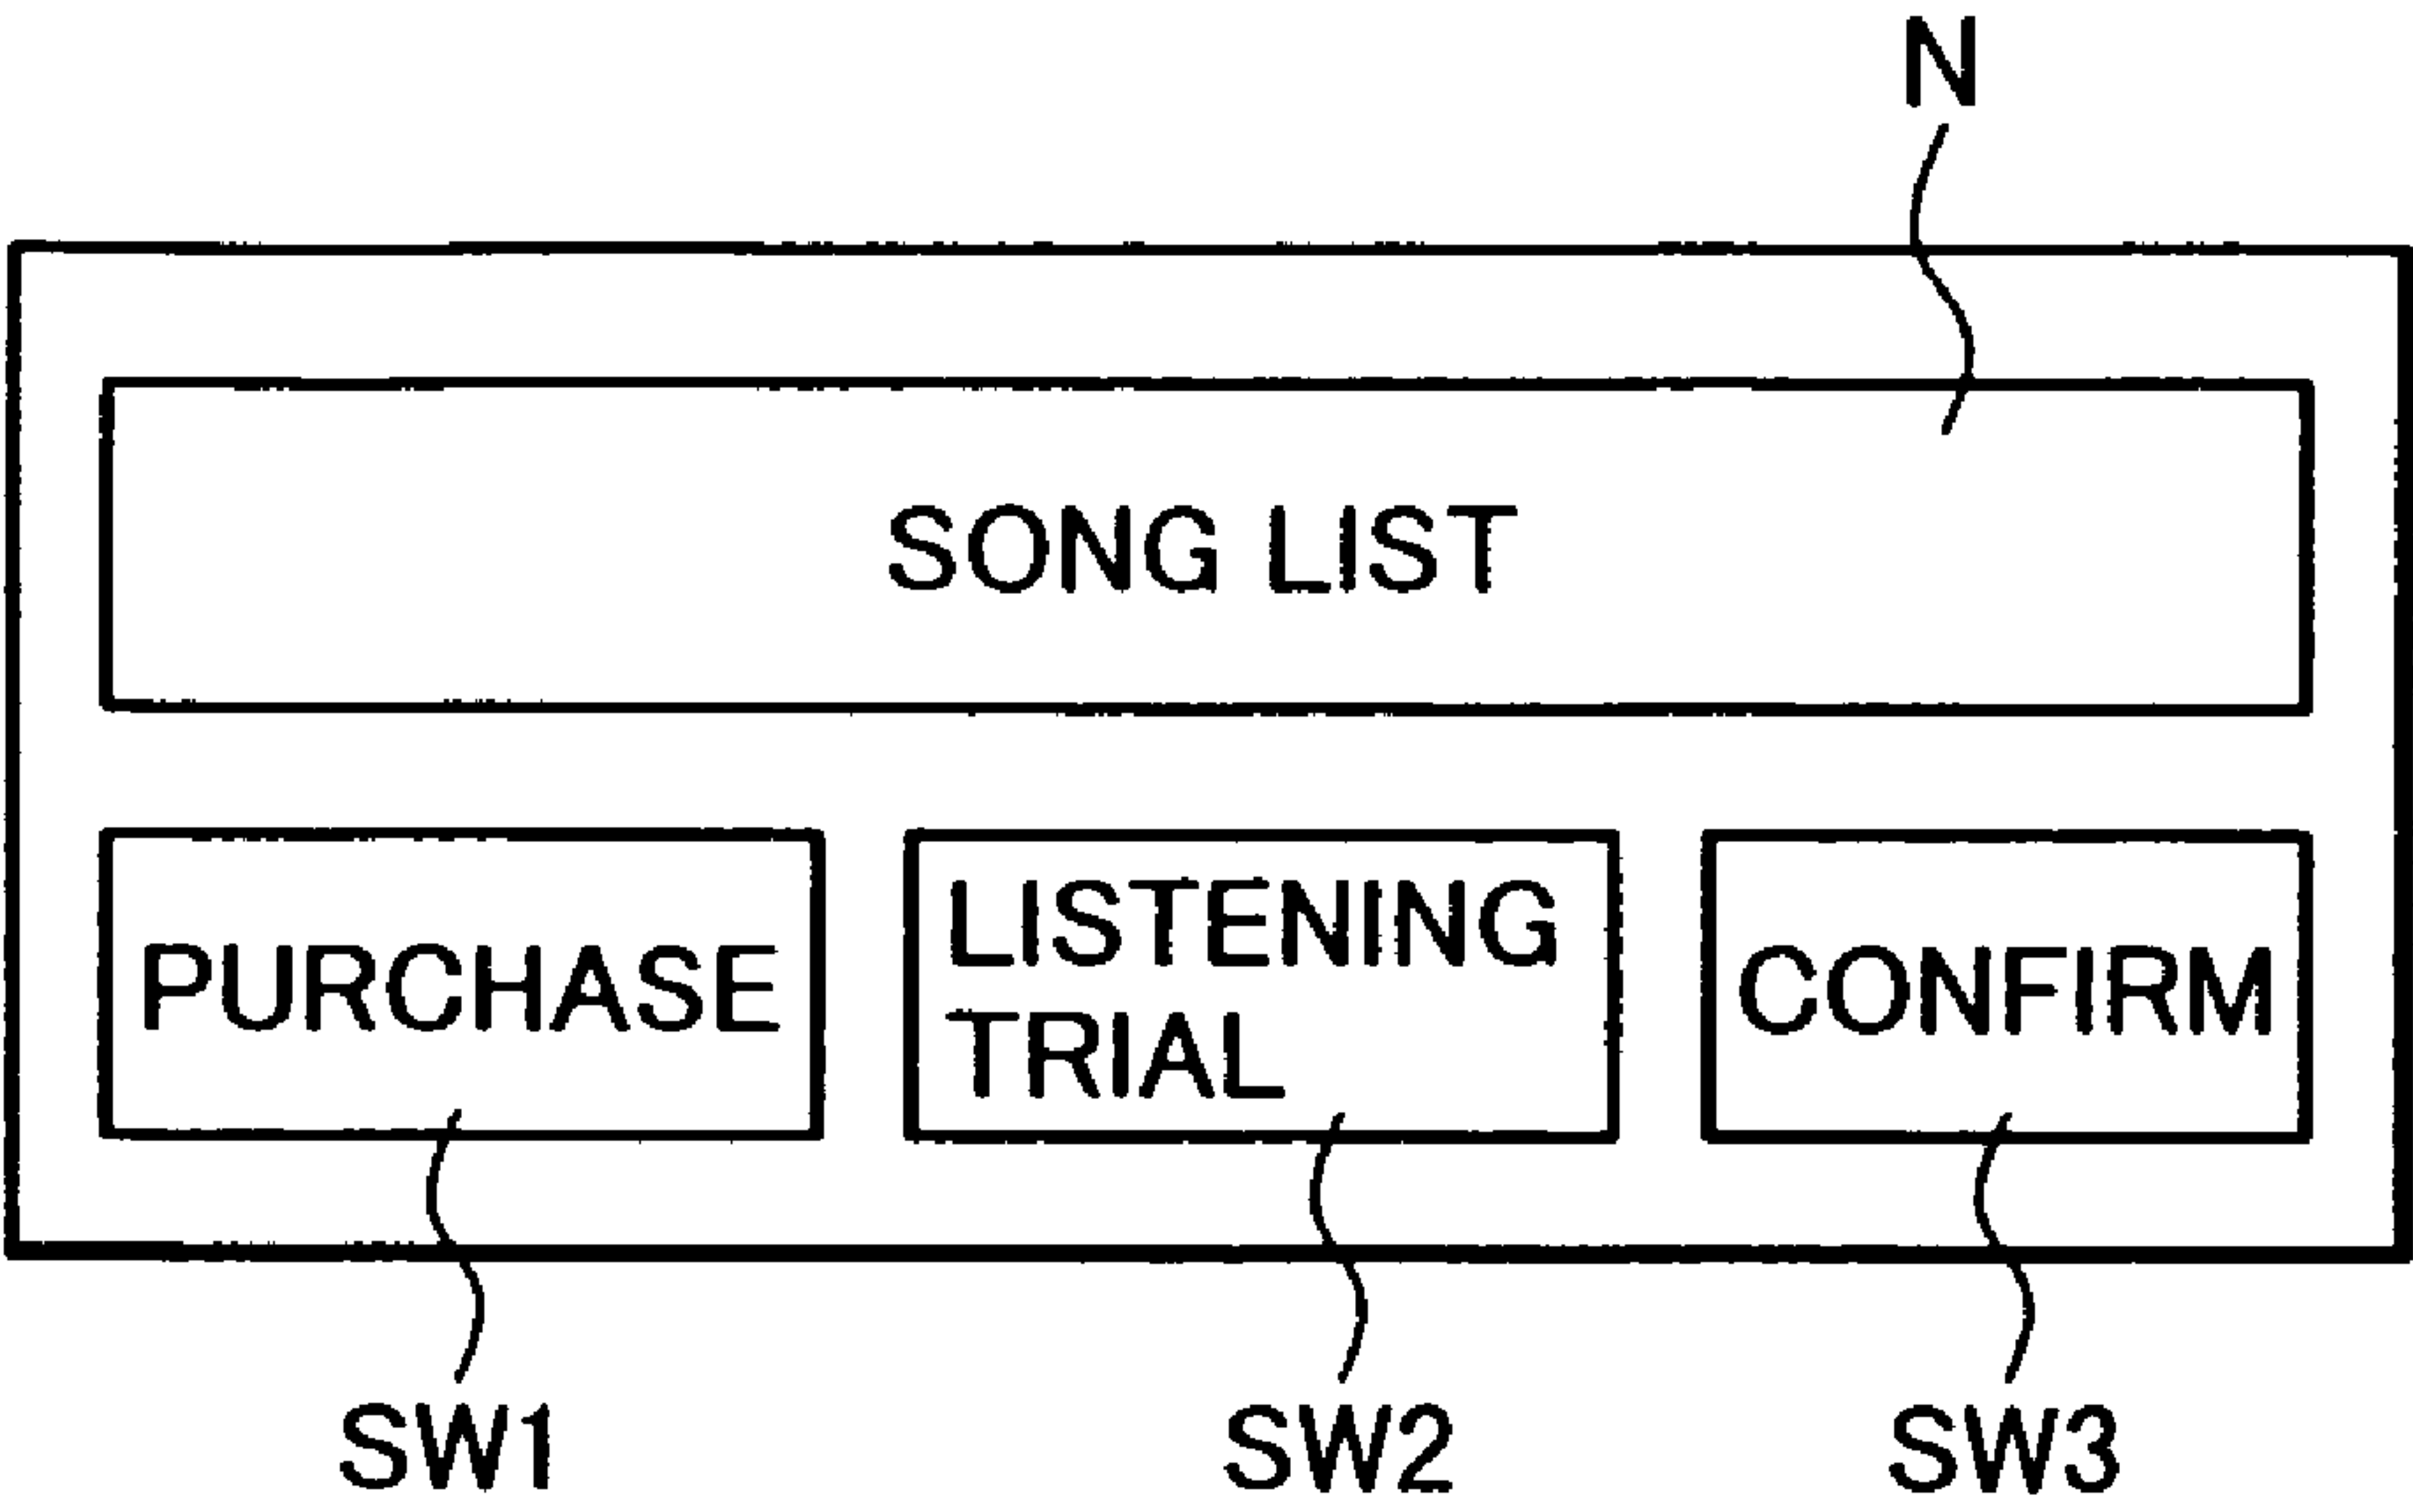 N
SONG LIST
PURCHASE
LISTENING
TRIAL
CONFIRM
SW1
SW2
SW3